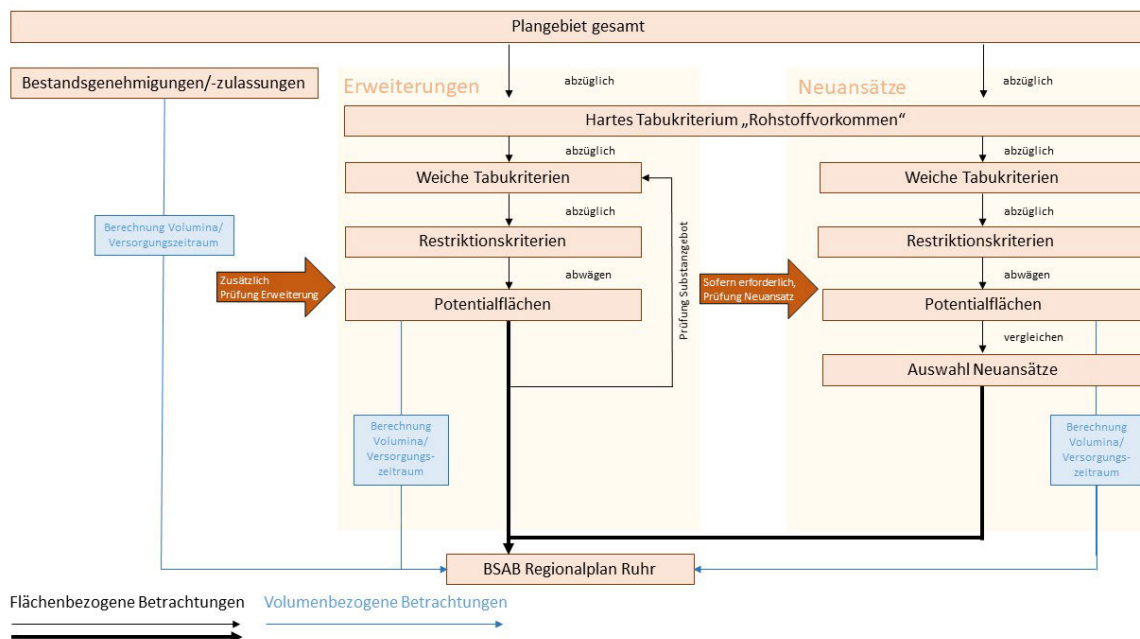 Plangebiet gesamt
Bestandsgenehmigungen/-zulassungen
Erweiterungen
abzüglich
Neuansätze
abzüglich
Hartes Tabukriterium „Rohstoffvorkommen“
abzüglich
abzüglich
Weiche Tabukriterien
Weiche Tabukriterien
abzüglich
abzüglich
Berechnung Volumina/
Versorgungszeitraum
Restriktionskriterien
Restriktionskriterien
abwägen
abwägen
Prüfung Substanzgebot
Zusätzlich
Prüfung Erweiterung
Sofern erforderlich,
Prüfung Neuansatz
Potentialflächen
Potentialflächen
vergleichen
Auswahl Neuansätze
Berechnung
Volumina/
Versorgungs-
zeitraum
Berechnung
Volumina/
Versorgungs-
zeitraum
BSAB Regionalplan Ruhr
Flächenbezogene Betrachtungen
Volumenbezogene Betrachtungen